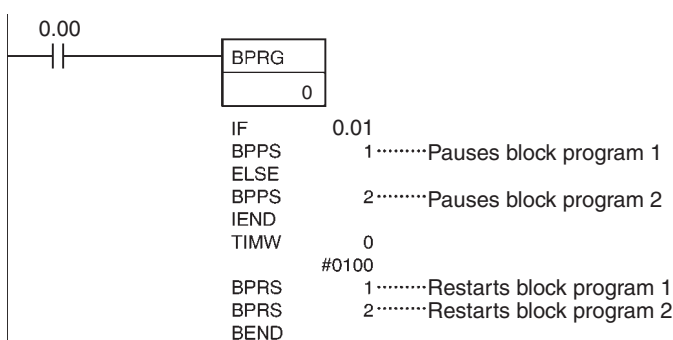 0.00
BPRG
0
IF 0.01
BPPS 1 Pauses block program 1
ELSE
BPPS 2 Pauses block program 2
IEND
TIMW 0
#0100
BPRS 1 Restarts block program 1
BPRS 2 Restarts block program 2
BEND